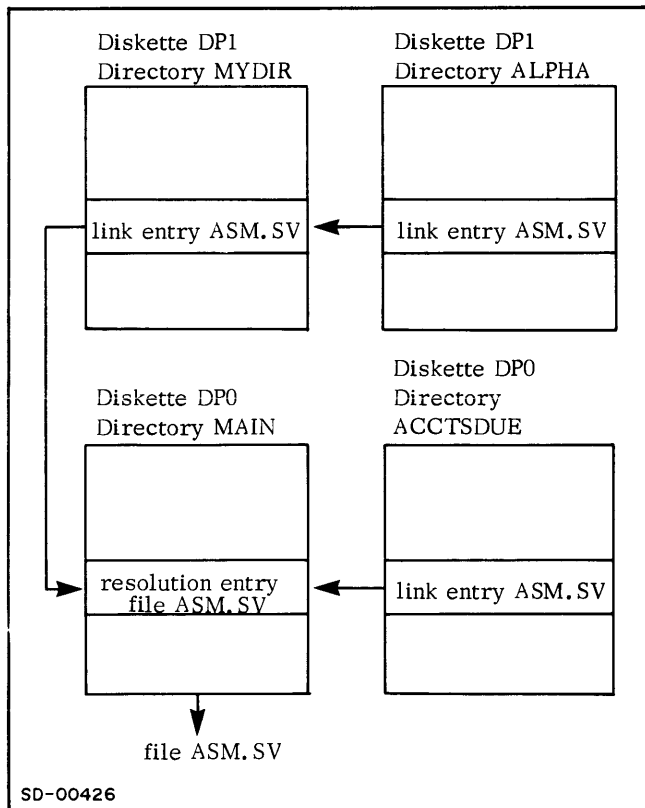 Diskette DP1
Directory MYDIR
Diskette DP1
Directory ALPHA
link entry ASM.SV
link entry ASM.SV
Diskette DP0
Directory MAIN
Diskette DP0
Directory
ACCTSDUE
resolution entry
file ASM.SV
link entry ASM.SV
file ASM.SV
SD-00426